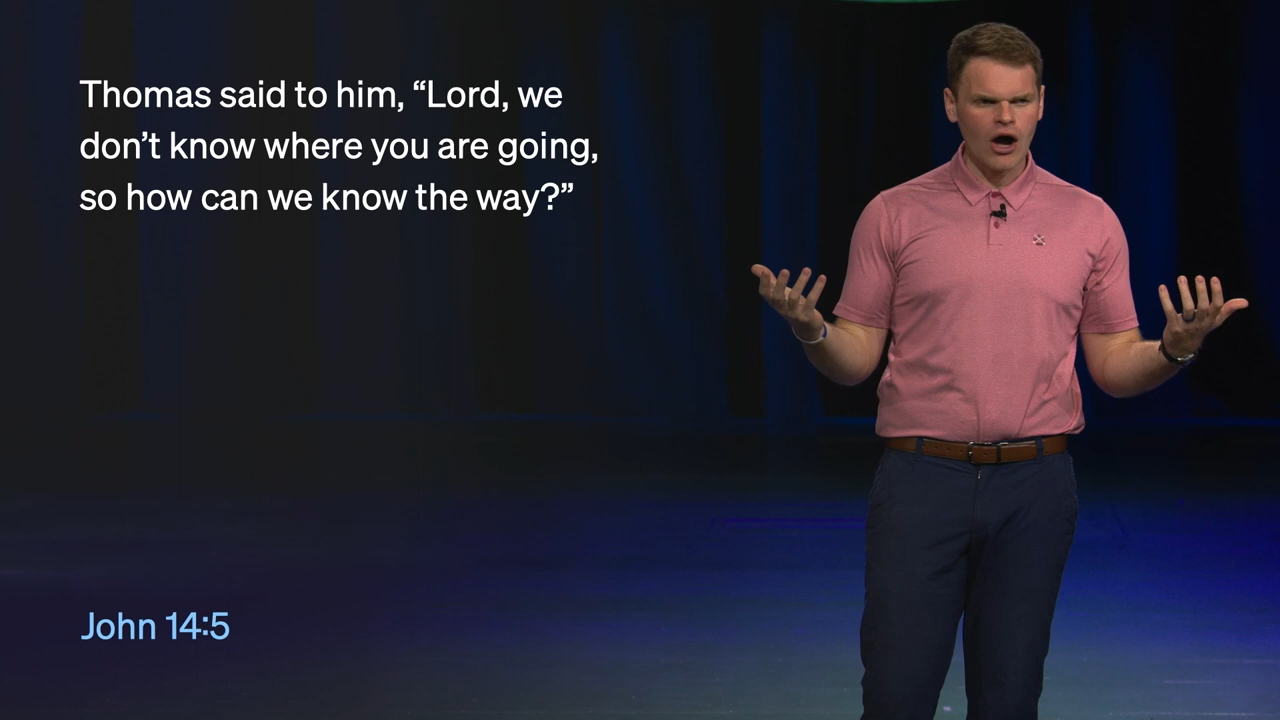 Thomas said to him, “Lord, we
don’t know where you are going,
so how can we know the way?”
John 14:5